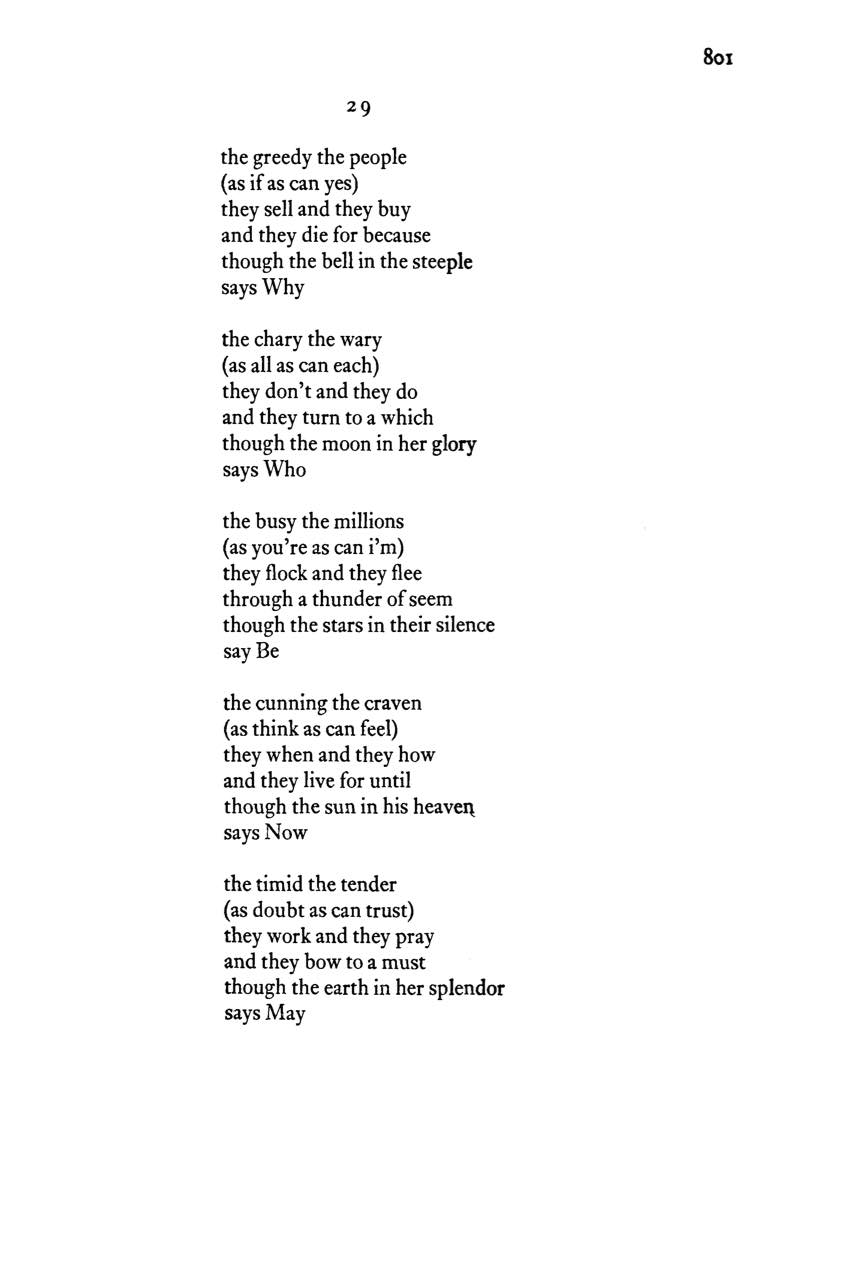 801
29
the greedy the people
(as if as can yes)
they sell and they buy
and they die for because
though the bell in the steeple
says Why
the chary the wary
(as all as can each)
they don't and they do
and they turn to a which
though the moon in her glory
says Who
the busy the millions
(as you're as can i'm)
they flock and they flee
through a thunder of seem
though the stars in their silence
say Be
the cunning the craven
(as think as can feel)
they when and they how
and they live for until
though the sun in his heaven
says Now
the timid the tender
(as doubt as can trust)
they work and they pray
and they bow to a must
though the earth in her splendor
says May